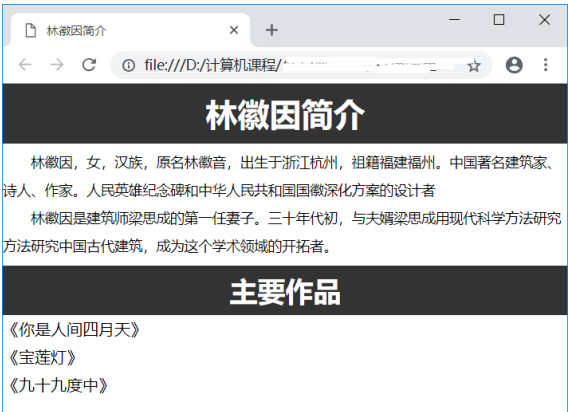 林徽因简介
file:///D:/计算机课程/
林徽因简介
林徽因，女，汉族，原名林徽音，出生于浙江杭州，祖籍福建福州。中国著名建筑家、
诗人、作家。人民英雄纪念碑和中华人民共和国国徽深化方案的设计者
林徽因是建筑师梁思成的第一任妻子。三十年代初，与夫婿梁思成用现代科学方法研究
方法研究中国古代建筑，成为这个学术领域的开拓者。
主要作品
《你是人间四月天》
《宝莲灯》
《九十九度中》